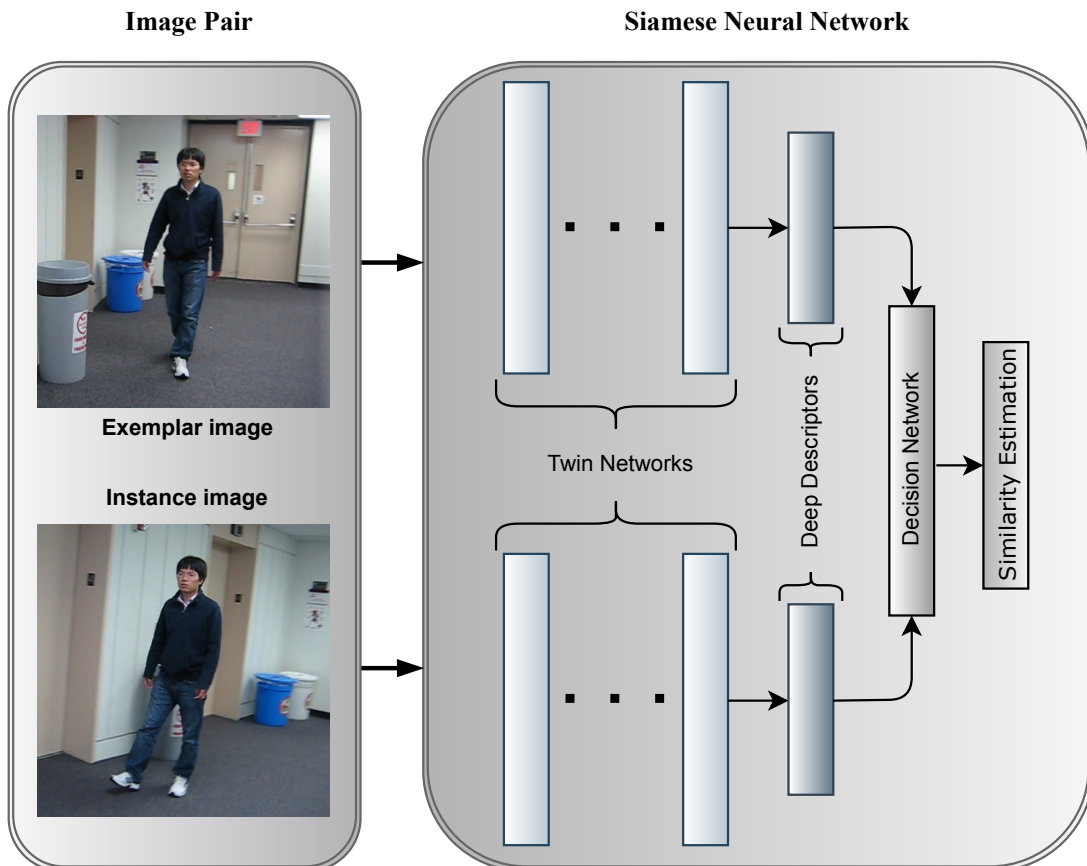 Image Pair
Siamese Neural Network
Exemplar image
Instance image
Twin Networks
Deep Descriptors
Decision Network
Similarity Estimation